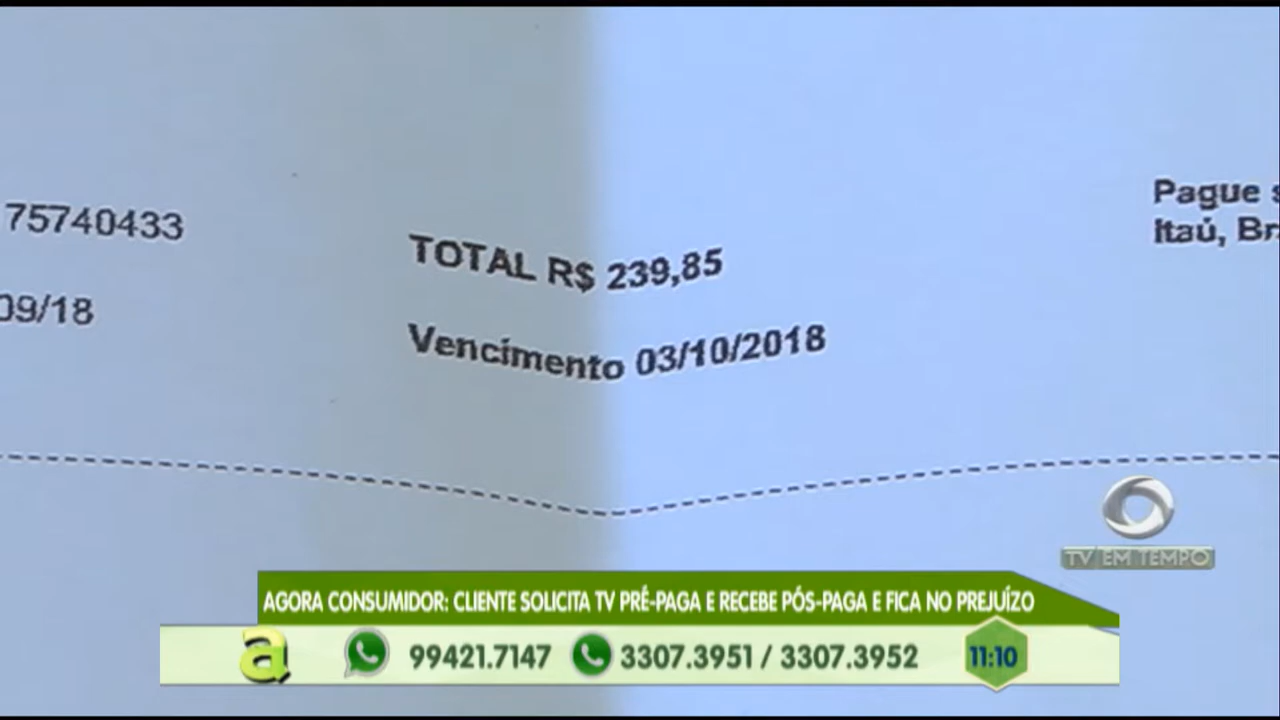 75740433
09/18
TOTAL R$ 239,85
Vencimento 03/10/2018
Pague
Itaú,
TV EM TEMPO
AGORA CONSUMIDOR: CLIENTE SOLICITA TV PRÉ-PAGA E RECEBE PÓS-PAGA E FICA NO PREJUÍZO
a 99421.7147 3307.3951 / 3307.3952 11:10